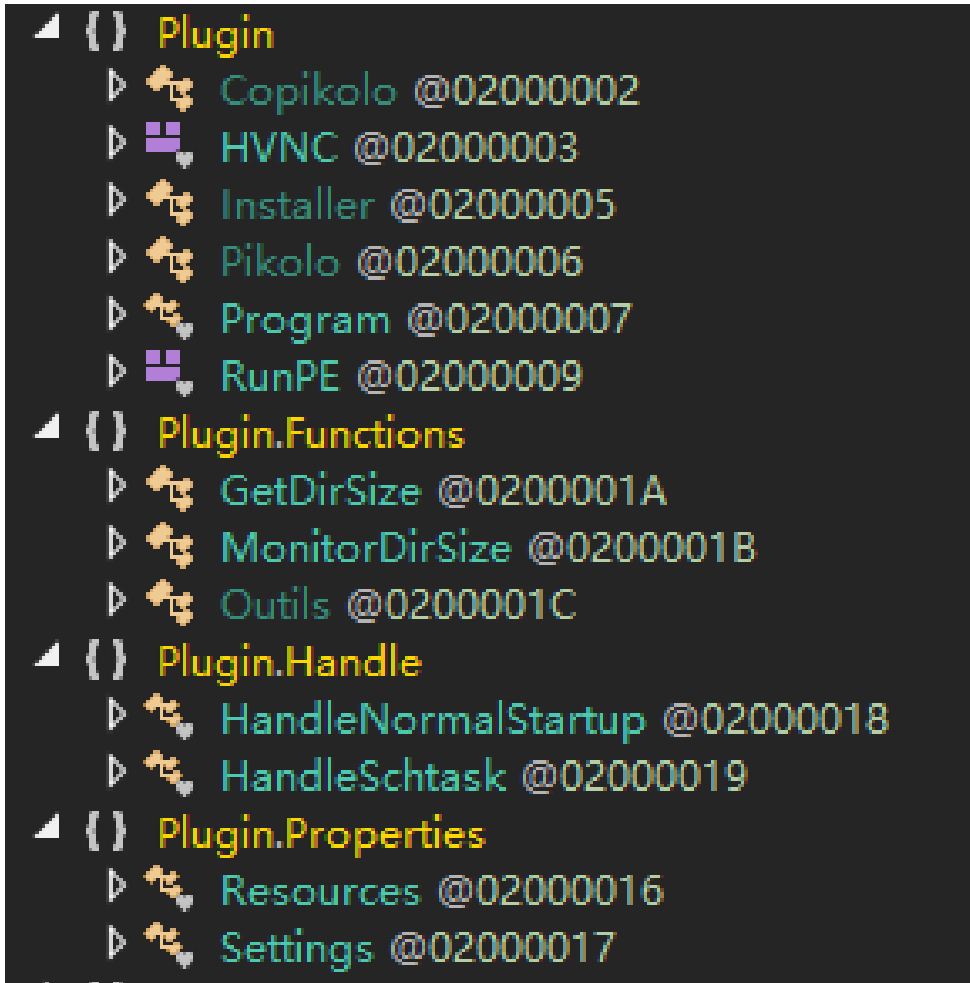 { } Plugin
Copikolo @02000002
HVNC @02000003
Installer @02000005
Pikolo @02000006
Program @02000007
RunPE @02000009
{ } Plugin.Functions
GetDirSize @0200001A
MonitorDirSize @0200001B
Outils @0200001C
{ } Plugin.Handle
HandleNormalStartup @02000018
HandleSchtask @02000019
{ } Plugin.Properties
Resources @02000016
Settings @02000017